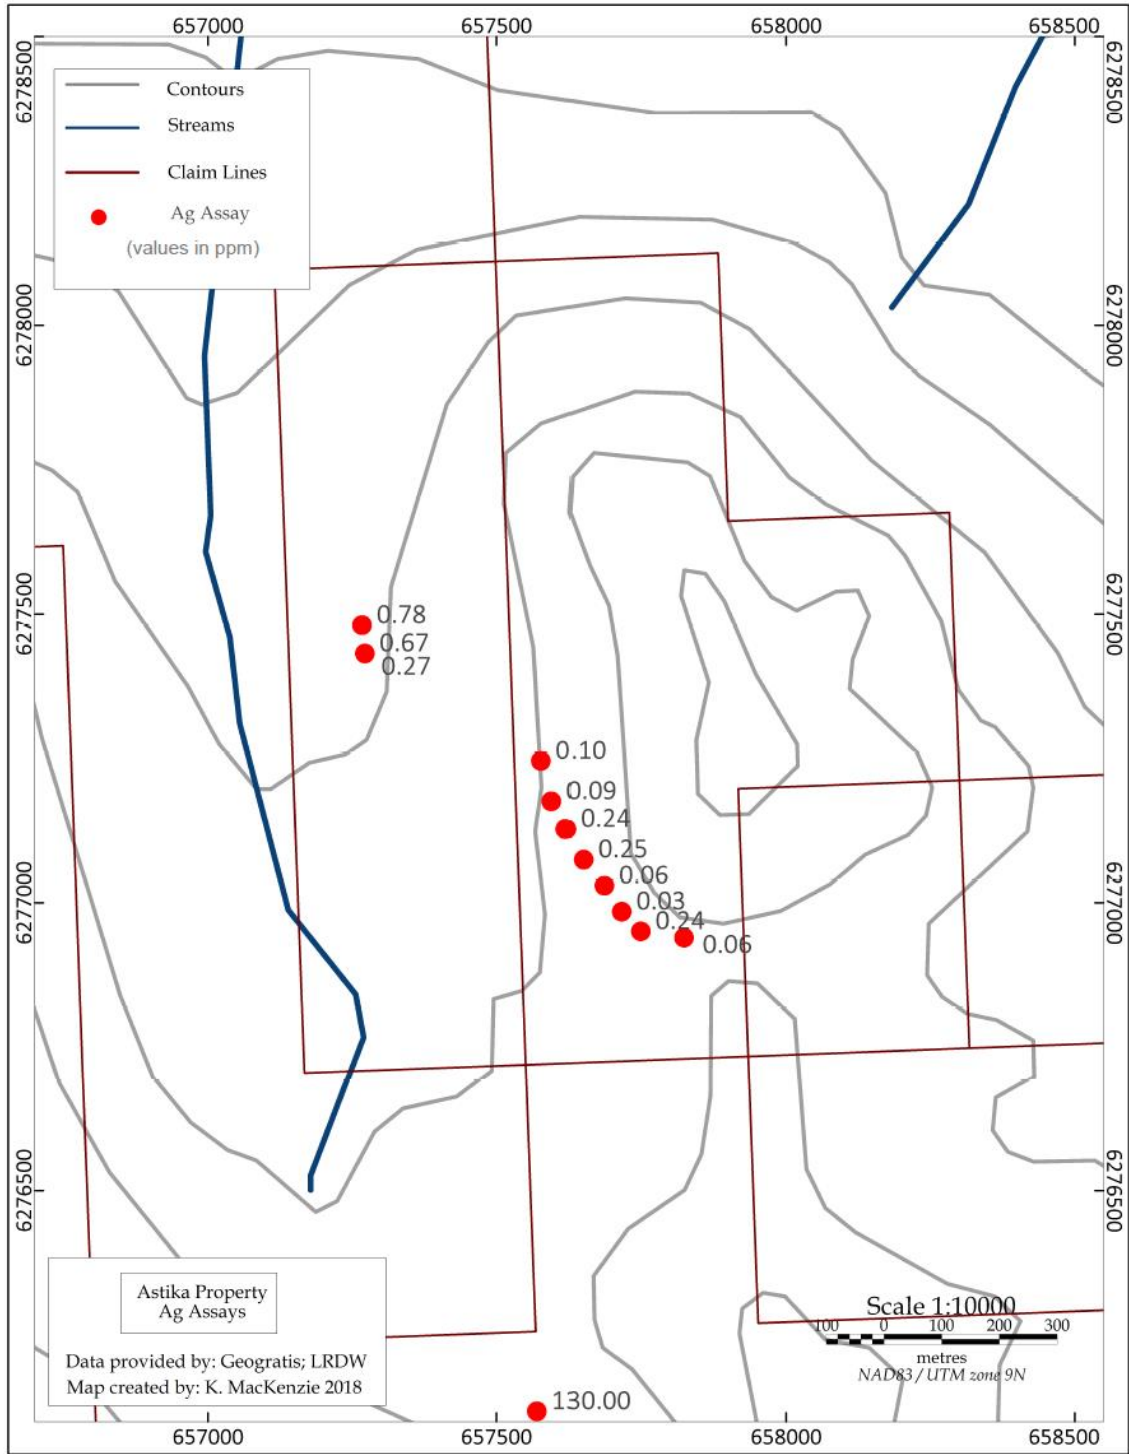 657000
657500
658000
658500
6278500
6278500
Contours
Streams
Claim Lines
Ag Assay
(values in ppm)
6278000
6278000
6277500
6277500
0.78
0.67
0.27
0.10
0.09
0.24
0.25
0.06
0.03
0.24
0.06
6277000
6277000
6276500
6276500
Astika Property
Ag Assays
Data provided by: Geogratis; LRDW
Map created by: K. MacKenzie 2018
Scale 1:10000
100 0 100 200 300
metres
NAD83 / UTM zone 9N
130.00
657000
657500
658000
658500